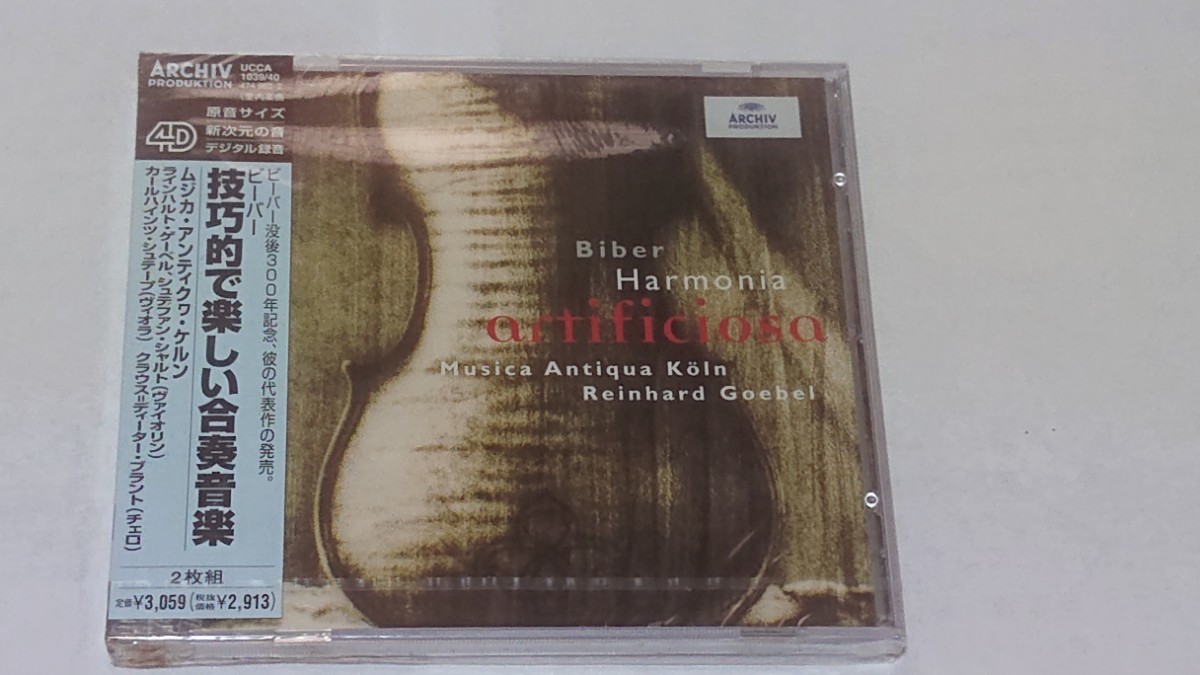 ARCHIV
PRODUKTION
UCCA
1039/40
原音サイズ
4D
新次元の音
デジタル録音
ビーバー没後300年記念、彼の代表作の発売。
ビーバー
技巧的で楽しい合奏音楽
ムジカ・アンティクヮ・ケルン
ラインハルト・ゲーベル、シュテファン・シャルト(ヴァイオリン)
カールハインツ・シュテープ(ヴィオラ) クラウス=ディーター・ブラント(チェロ)
2枚組
定価¥3,059(税抜価格¥2,913)
ARCHIV
PRODUKTION
Biber
Harmonia
artificiosa
Musica Antiqua Köln
Reinhard Goebel